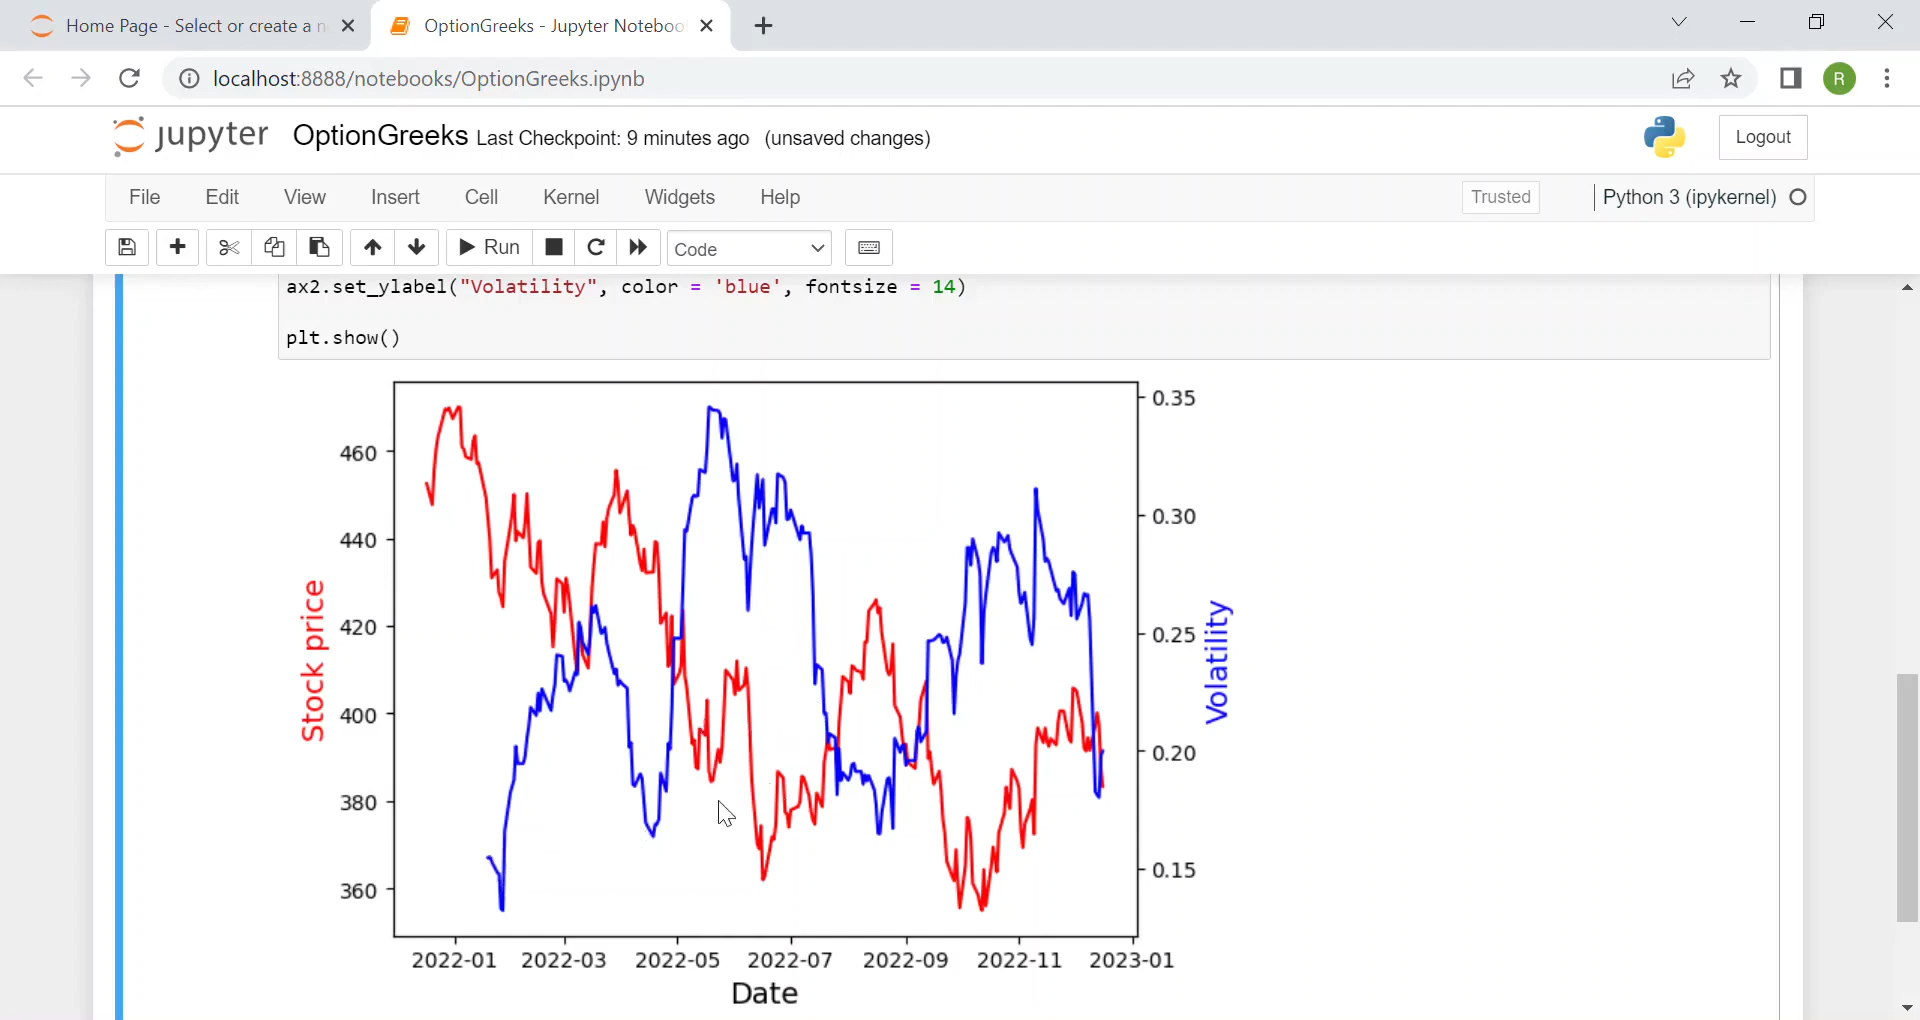 Home Page - Select or create a n
OptionGreeks - Jupyter Noteboo
localhost:8888/notebooks/OptionGreeks.ipynb
R
jupyter OptionGreeks Last Checkpoint: 9 minutes ago (unsaved changes)
Logout
File Edit View Insert Cell Kernel Widgets Help
Trusted
Python 3 (ipykernel)
Run
Code
ax2.set_ylabel("Volatility", color = 'blue', fontsize = 14)
plt.show()
460
440
420
400
380
360
Stock price
0.35
0.30
0.25
0.20
0.15
Volatility
2022-01 2022-03 2022-05 2022-07 2022-09 2022-11 2023-01
Date